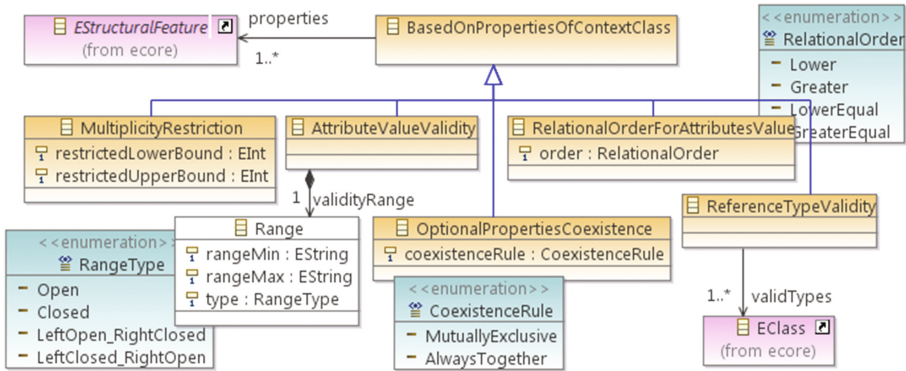 EStructuralFeature
(from ecore)
properties
1..*
BasedOnPropertiesOfContextClass
<<enumeration>>
RelationalOrder
Lower
Greater
LowerEqual
GreaterEqual
MultiplicityRestriction
restrictedLowerBound : EInt
restrictedUpperBound : EInt
AttributeValueValidity
RelationalOrderForAttributesValue
order : RelationalOrder
1 validityRange
ReferenceTypeValidity
<<enumeration>>
RangeType
Open
Closed
LeftOpen_RightClosed
LeftClosed_RightOpen
Range
rangeMin : EString
rangeMax : EString
type : RangeType
OptionalPropertiesCoexistence
coexistenceRule : CoexistenceRule
<<enumeration>>
CoexistenceRule
MutuallyExclusive
AlwaysTogether
1..* validTypes
EClass
(from ecore)